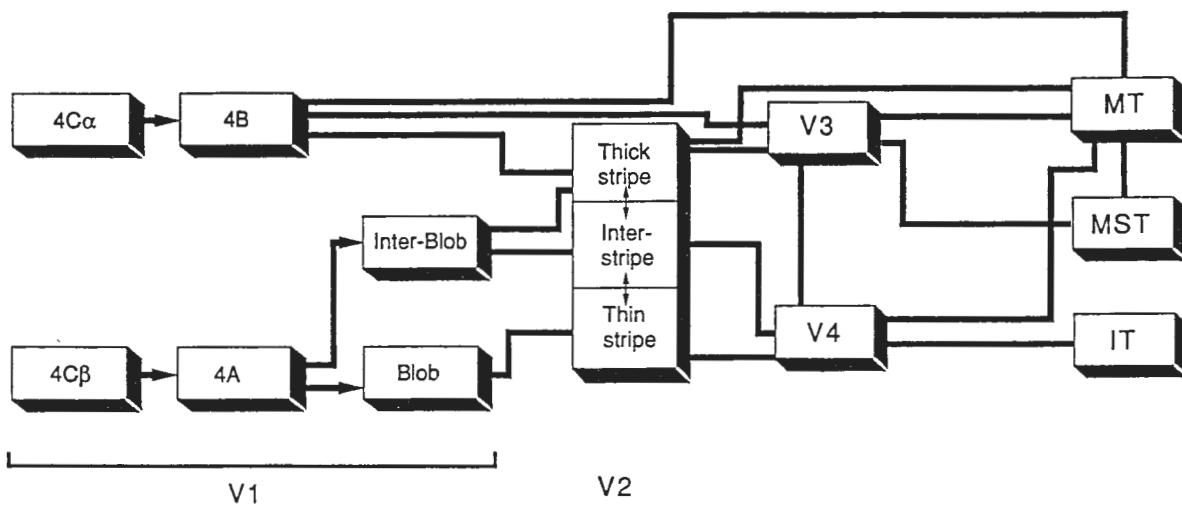 4Cα
4B
Thick
stripe
V3
MT
Inter-Blob
Inter-
stripe
MST
4Cβ
4A
Blob
Thin
stripe
V4
IT
V1
V2